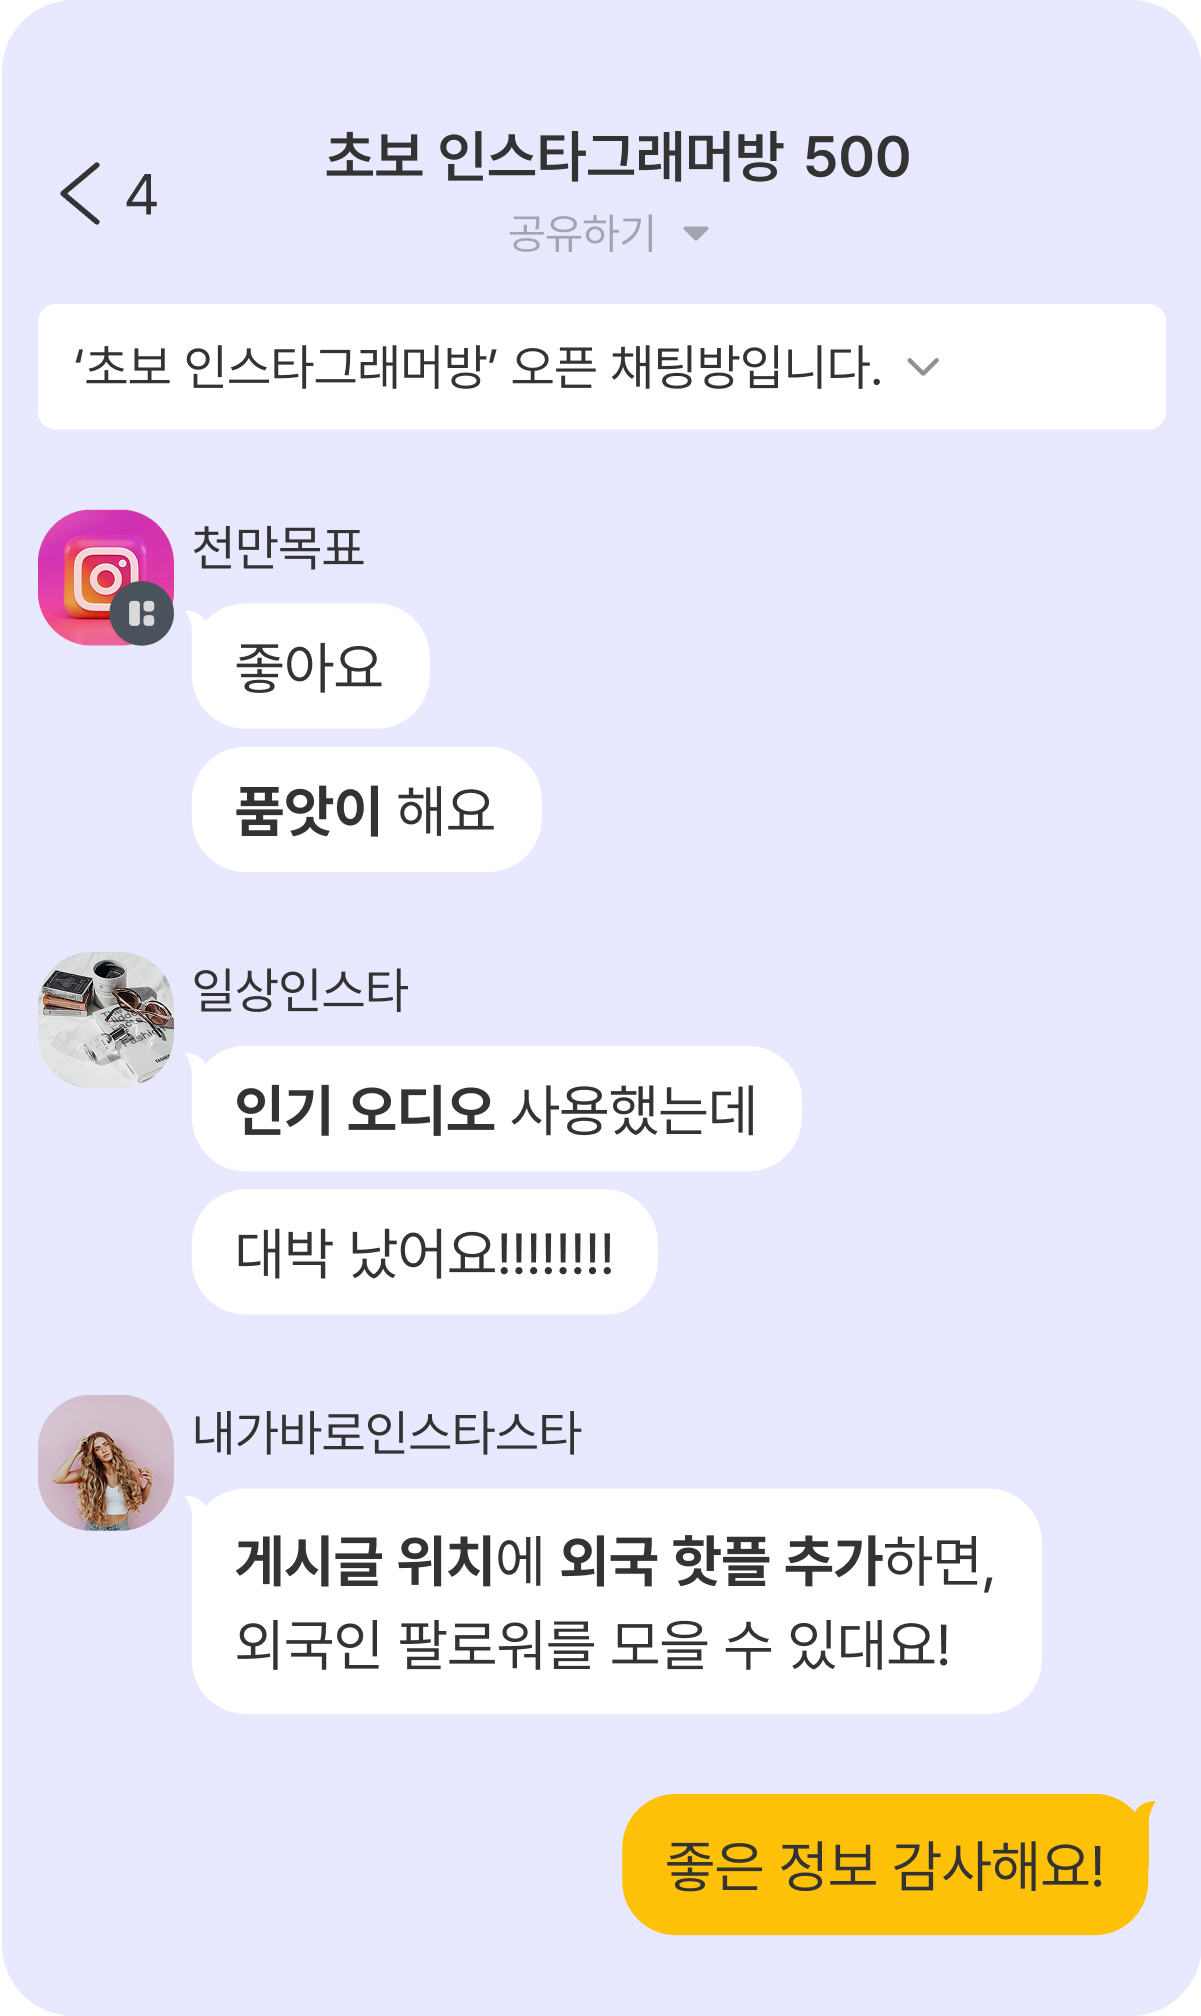 초보 인스타그래머방 500
4
공유하기
‘초보 인스타그래머방’ 오픈 채팅방입니다.
천만목표
좋아요
품앗이 해요
일상인스타
인기 오디오 사용했는데
대박 났어요!!!!!!!!
내가바로인스타스타
게시글 위치에 외국 핫플 추가하면,
외국인 팔로워를 모을 수 있대요!
좋은 정보 감사해요!